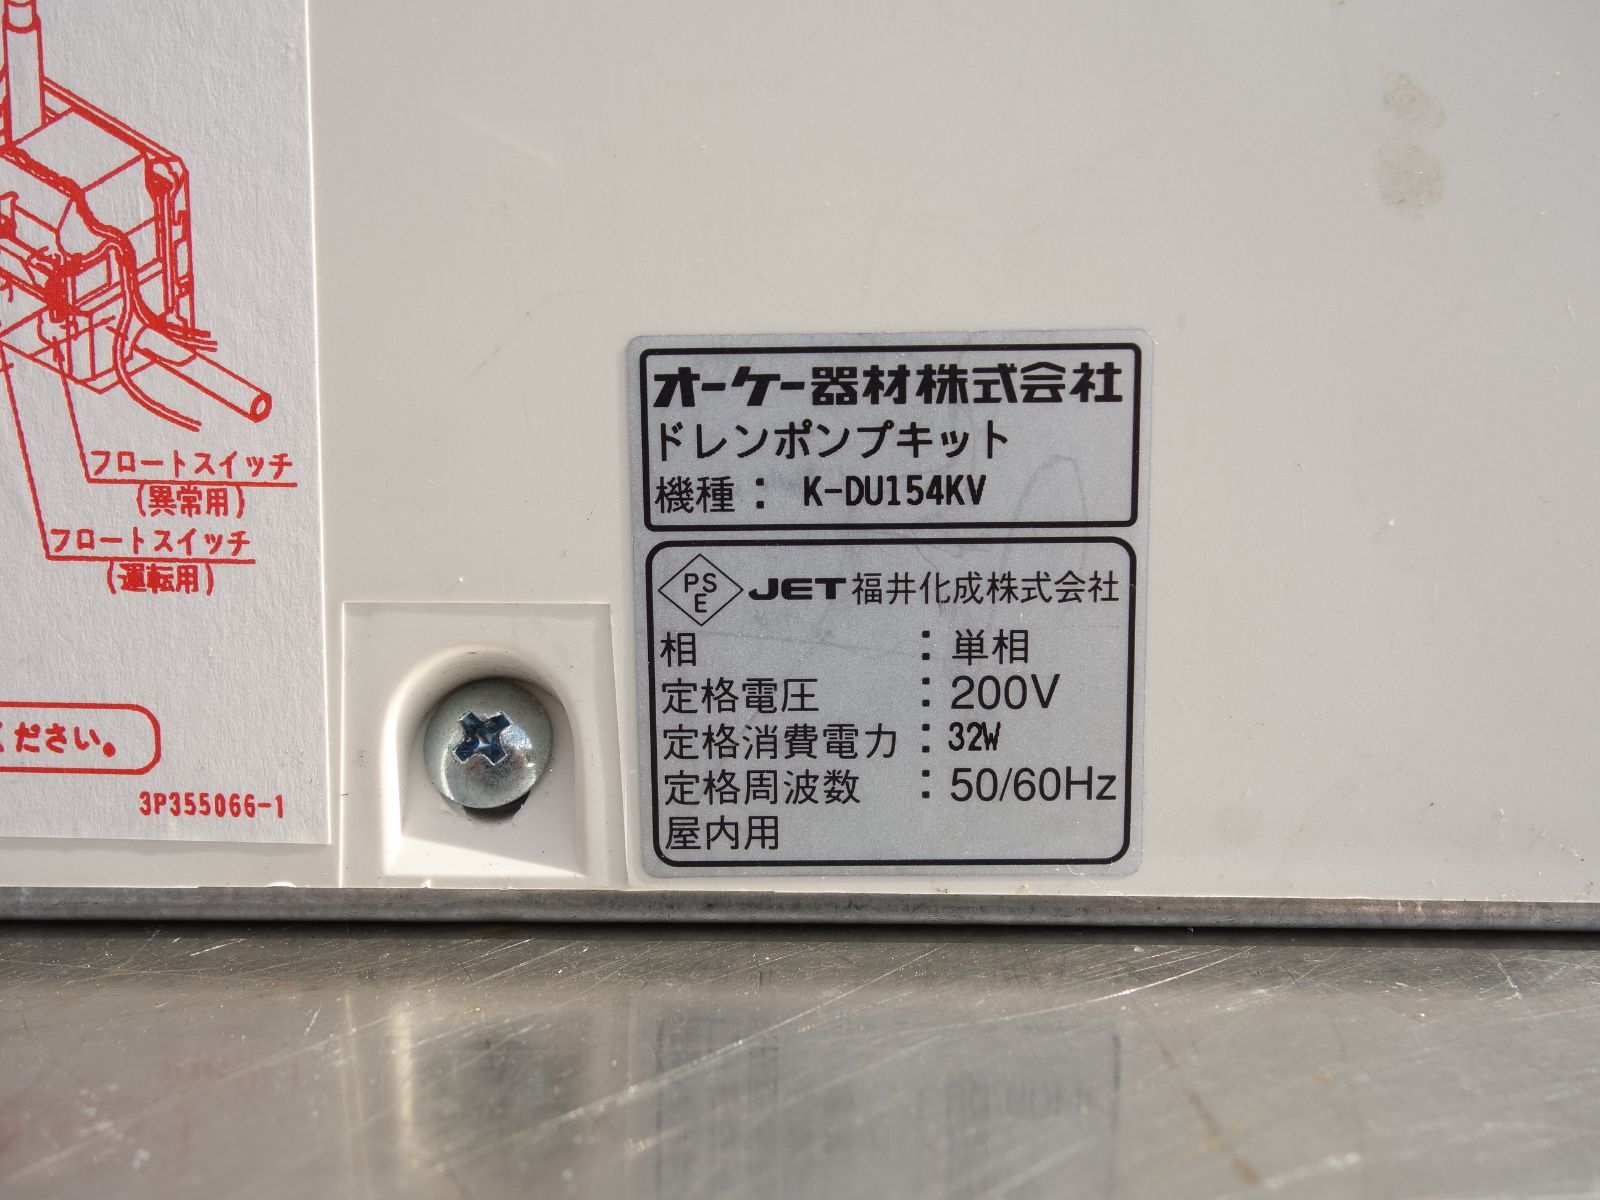 フロートスイッチ
(異常用)
フロートスイッチ
(運転用)
ください。
3P355066-1
オーケー器材株式会社
ドレンポンプキット
機種： K-DU154KV
PSE JET 福井化成株式会社
相 ：単相
定格電圧 ：200V
定格消費電力：32W
定格周波数 ：50/60Hz
屋内用